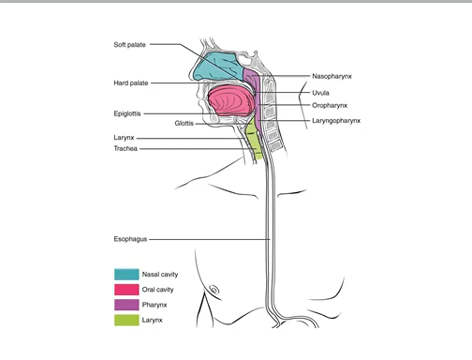 Soft palate
Hard palate
Epiglottis
Glottis
Larynx
Trachea
Esophagus
Nasopharynx
Uvula
Oropharynx
Laryngopharynx
Nasal cavity
Oral cavity
Pharynx
Larynx